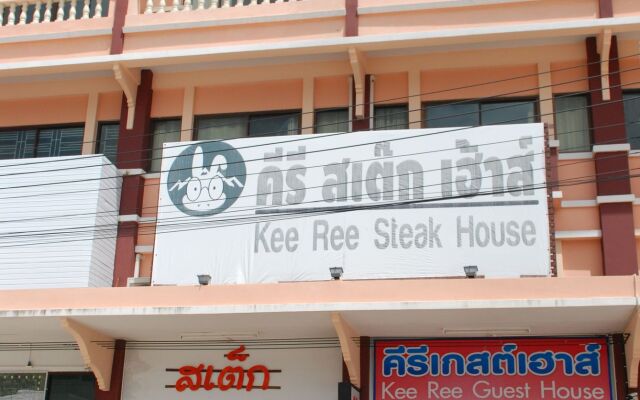 คีรี สเต๊ก เฮ้าส์
Kee Ree Steak House
สเต็ก
คีรีเกสต์เฮาส์
Kee Ree Guest House